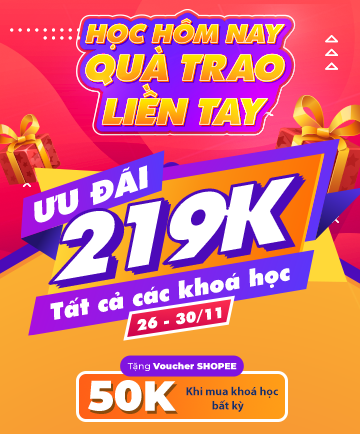 HỌC HÔM NAY
QUÀ TRAO
LIỀN TAY
ƯU ĐÃI
219K
Tất cả các khoá học
26 - 30/11
Tặng Voucher SHOPEE
50K
Khi mua khoá học
bất kỳ